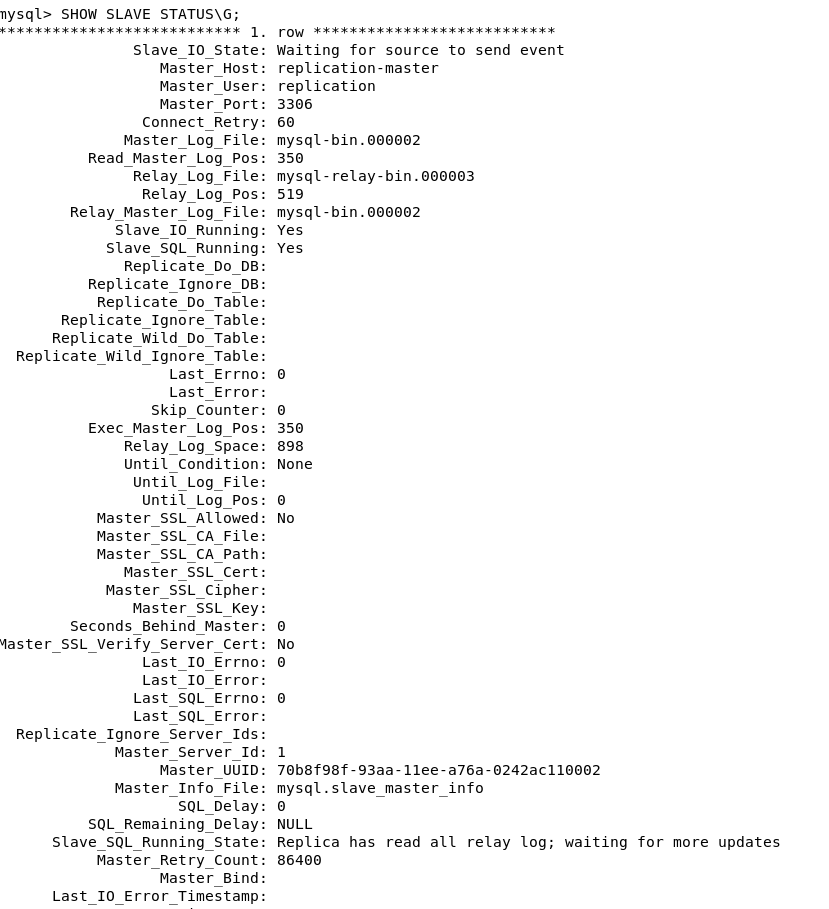 mysql> SHOW SLAVE STATUS\G;
*************************** 1. row ***************************
Slave_IO_State: Waiting for source to send event
Master_Host: replication-master
Master_User: replication
Master_Port: 3306
Connect_Retry: 60
Master_Log_File: mysql-bin.000002
Read_Master_Log_Pos: 350
Relay_Log_File: mysql-relay-bin.000003
Relay_Log_Pos: 519
Relay_Master_Log_File: mysql-bin.000002
Slave_IO_Running: Yes
Slave_SQL_Running: Yes
Replicate_Do_DB:
Replicate_Ignore_DB:
Replicate_Do_Table:
Replicate_Ignore_Table:
Replicate_Wild_Do_Table:
Replicate_Wild_Ignore_Table:
Last_Errno: 0
Last_Error:
Skip_Counter: 0
Exec_Master_Log_Pos: 350
Relay_Log_Space: 898
Until_Condition: None
Until_Log_File:
Until_Log_Pos: 0
Master_SSL_Allowed: No
Master_SSL_CA_File:
Master_SSL_CA_Path:
Master_SSL_Cert:
Master_SSL_Cipher:
Master_SSL_Key:
Seconds_Behind_Master: 0
Master_SSL_Verify_Server_Cert: No
Last_IO_Errno: 0
Last_IO_Error:
Last_SQL_Errno: 0
Last_SQL_Error:
Replicate_Ignore_Server_Ids:
Master_Server_Id: 1
Master_UUID: 70b8f98f-93aa-11ee-a76a-0242ac110002
Master_Info_File: mysql.slave_master_info
SQL_Delay: 0
SQL_Remaining_Delay: NULL
Slave_SQL_Running_State: Replica has read all relay log; waiting for more updates
Master_Retry_Count: 86400
Master_Bind:
Last_IO_Error_Timestamp: